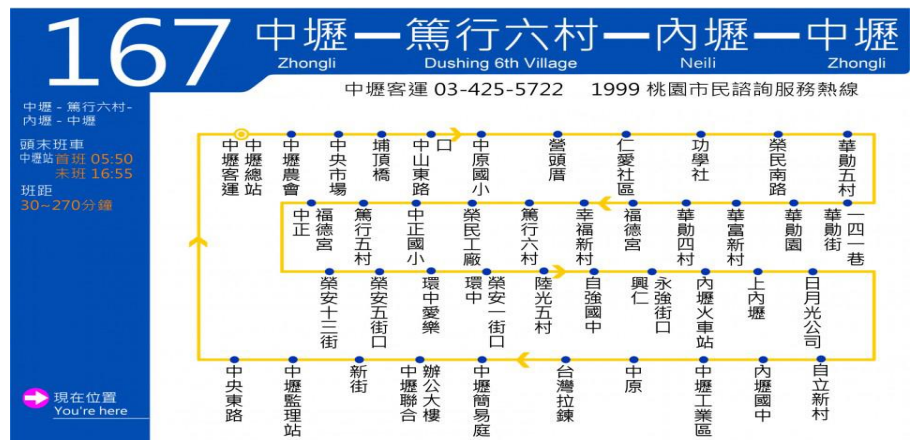 167
中壢－篤行六村－內壢－中壢
Zhongli Dushing 6th Village Neili Zhongli
中壢客運 03-425-5722 1999 桃園市民諮詢服務熱線
中壢 - 篤行六村-
內壢 - 中壢
頭末班車
中壢站 首班 05:50
末班 16:55
班距
30~270分鐘
中壢客運
中壢總站
中壢農會
中央市場
埔頂橋
中山東路
口
中原國小
營頭厝
仁愛社區
功學社
榮民南路
華勛五村
中正
福德宮
篤行五村
中正國小
榮民工廠
篤行六村
幸福新村
福德宮
華勛四村
華富新村
華勛園
華勛街
一四一巷
榮安十三街
榮安五街口
環中愛樂
環中
榮安一街口
陸光五村
自強國中
興仁
永強街口
內壢火車站
上內壢
日月光公司
中央東路
中壢監理站
新街
中壢聯合
辦公大樓
中壢簡易庭
台灣拉鍊
中原
中壢工業區
內壢國中
自立新村
現在位置
You're here